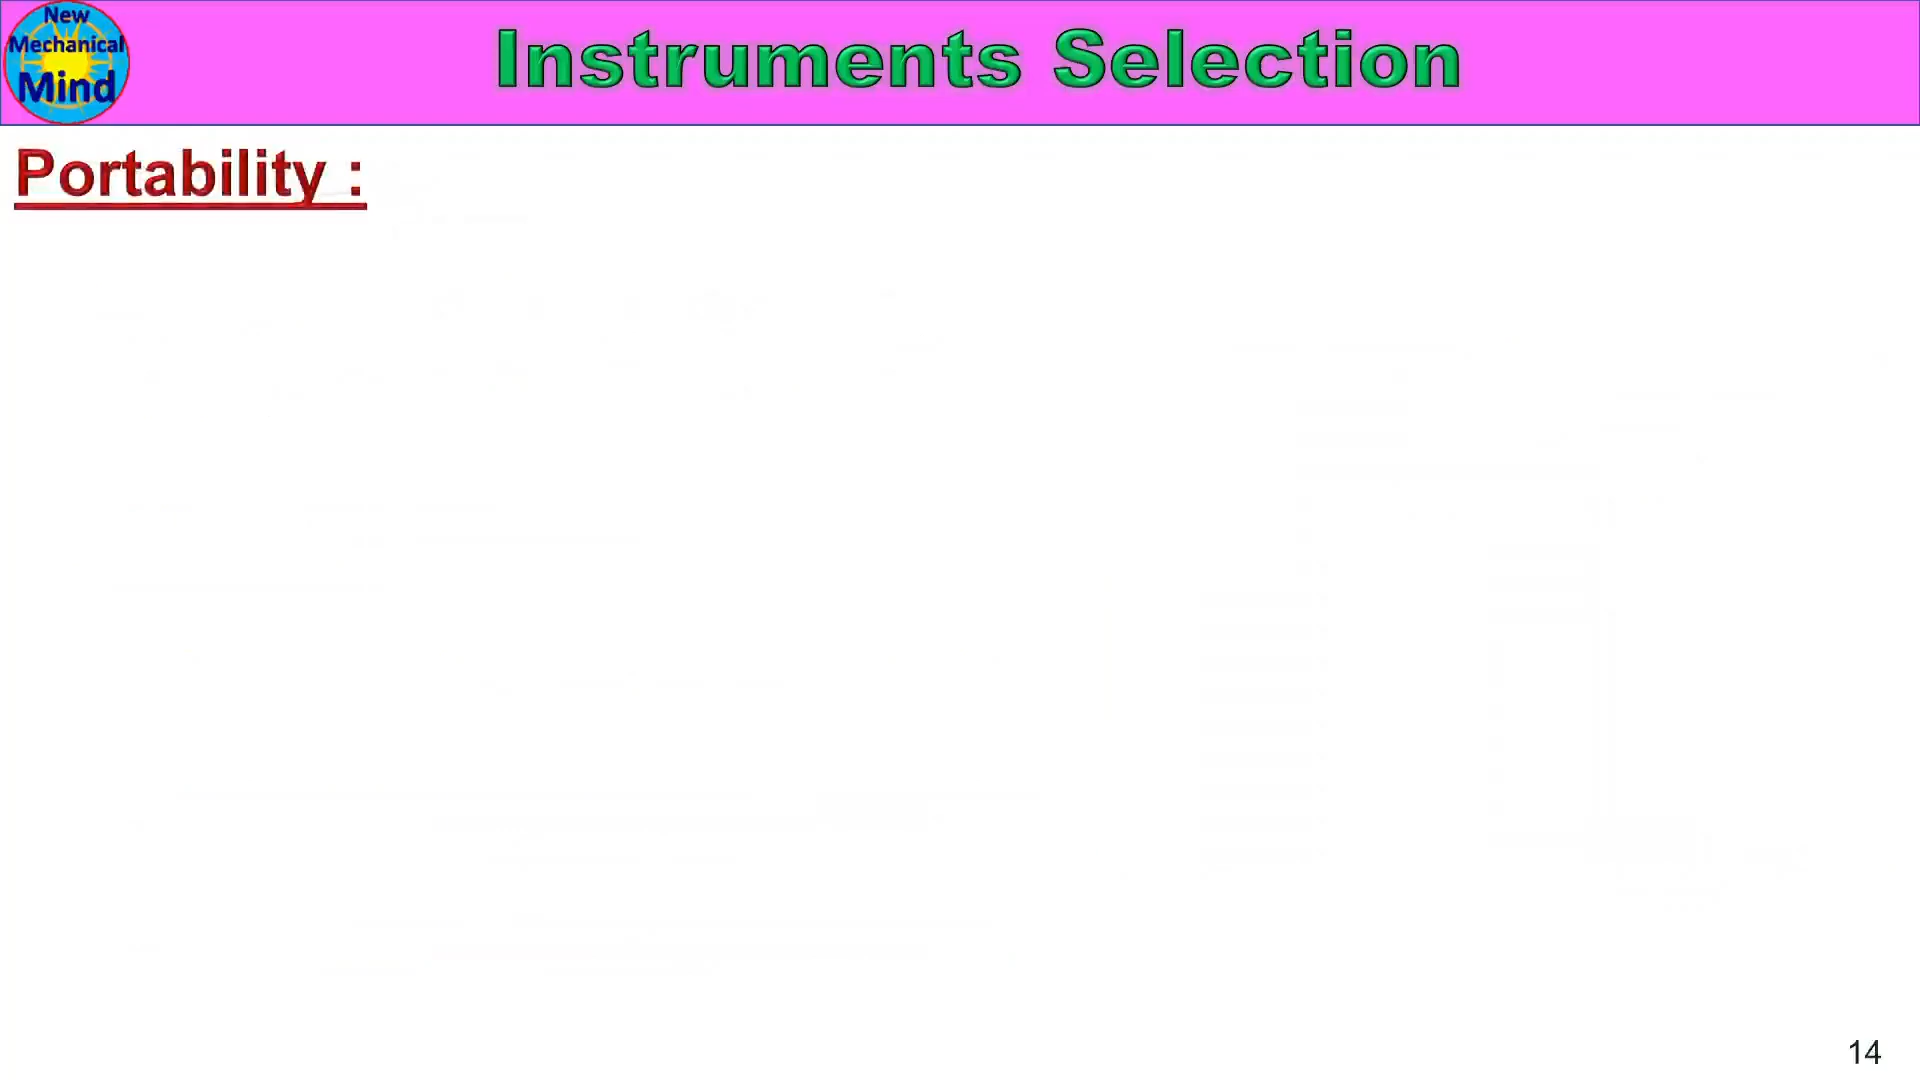 New
Mechanical
Mind
Instruments Selection
Portability :
14